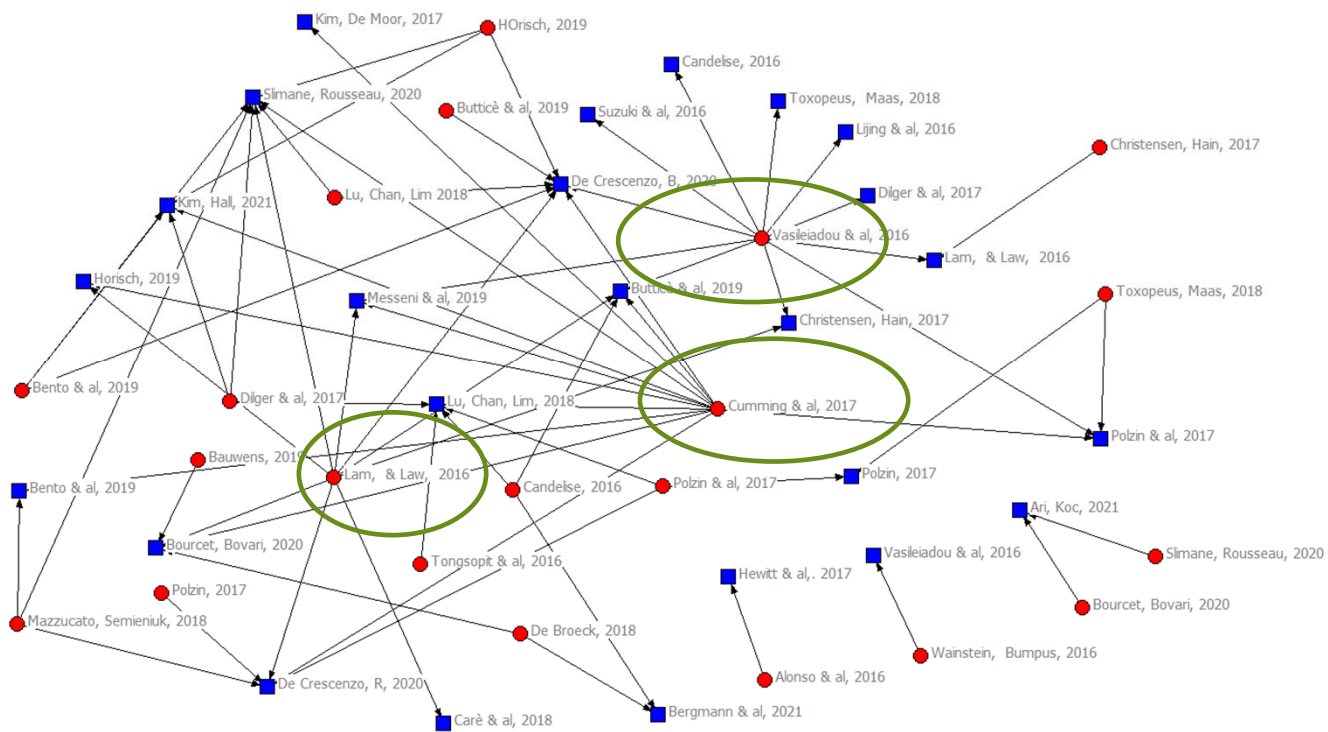 Kim, De Moor, 2017
HOrisch, 2019
Candelise, 2016
Slimane, Rousseau, 2020
Toxopeus, Maas, 2018
Butticè & al, 2019
Suzuki & al, 2016
Lijing & al, 2016
Christensen, Hain, 2017
De Crescenzo, B, 2020
Lu, Chan, Lim 2018
Dilger & al, 2017
Kim, Hall, 2021
Vasileiadou & al, 2016
Lam, & Law, 2016
Horisch, 2019
Butticè & al, 2019
Toxopeus, Maas, 2018
Messeni & al, 2019
Christensen, Hain, 2017
Bento & al, 2019
Dilger & al, 2017
Lu, Chan, Lim, 2018
Cumming & al, 2017
Polzin & al, 2017
Bauwens, 2019
Lam, & Law, 2016
Polzin, 2017
Bento & al, 2019
Candelise, 2016
Polzin & al, 2017
Ari, Koc, 2021
Bourcet, Bovari, 2020
Vasileiadou & al, 2016
Slimane, Rousseau, 2020
Tongsopit & al, 2016
Hewitt & al,. 2017
Polzin, 2017
Bourcet, Bovari, 2020
Mazzucato, Semieniuk, 2018
De Broeck, 2018
Wainstein, Bumpus, 2016
Alonso & al, 2016
De Crescenzo, R, 2020
Bergmann & al, 2021
Carè & al, 2018